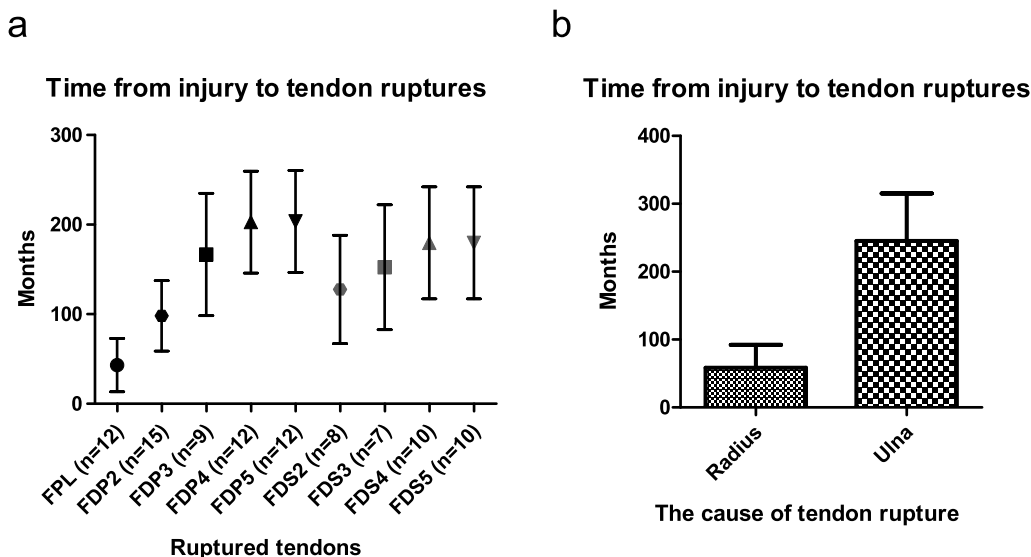 a
Time from injury to tendon ruptures
300
200
100
0
Months
FPL (n=12)
FDP2 (n=15)
FDP3 (n=9)
FDP4 (n=12)
FDP5 (n=12)
FDS2 (n=8)
FDS3 (n=7)
FDS4 (n=10)
FDS5 (n=10)
Ruptured tendons
b
Time from injury to tendon ruptures
400
300
200
100
0
Months
Radius
Ulna
The cause of tendon rupture